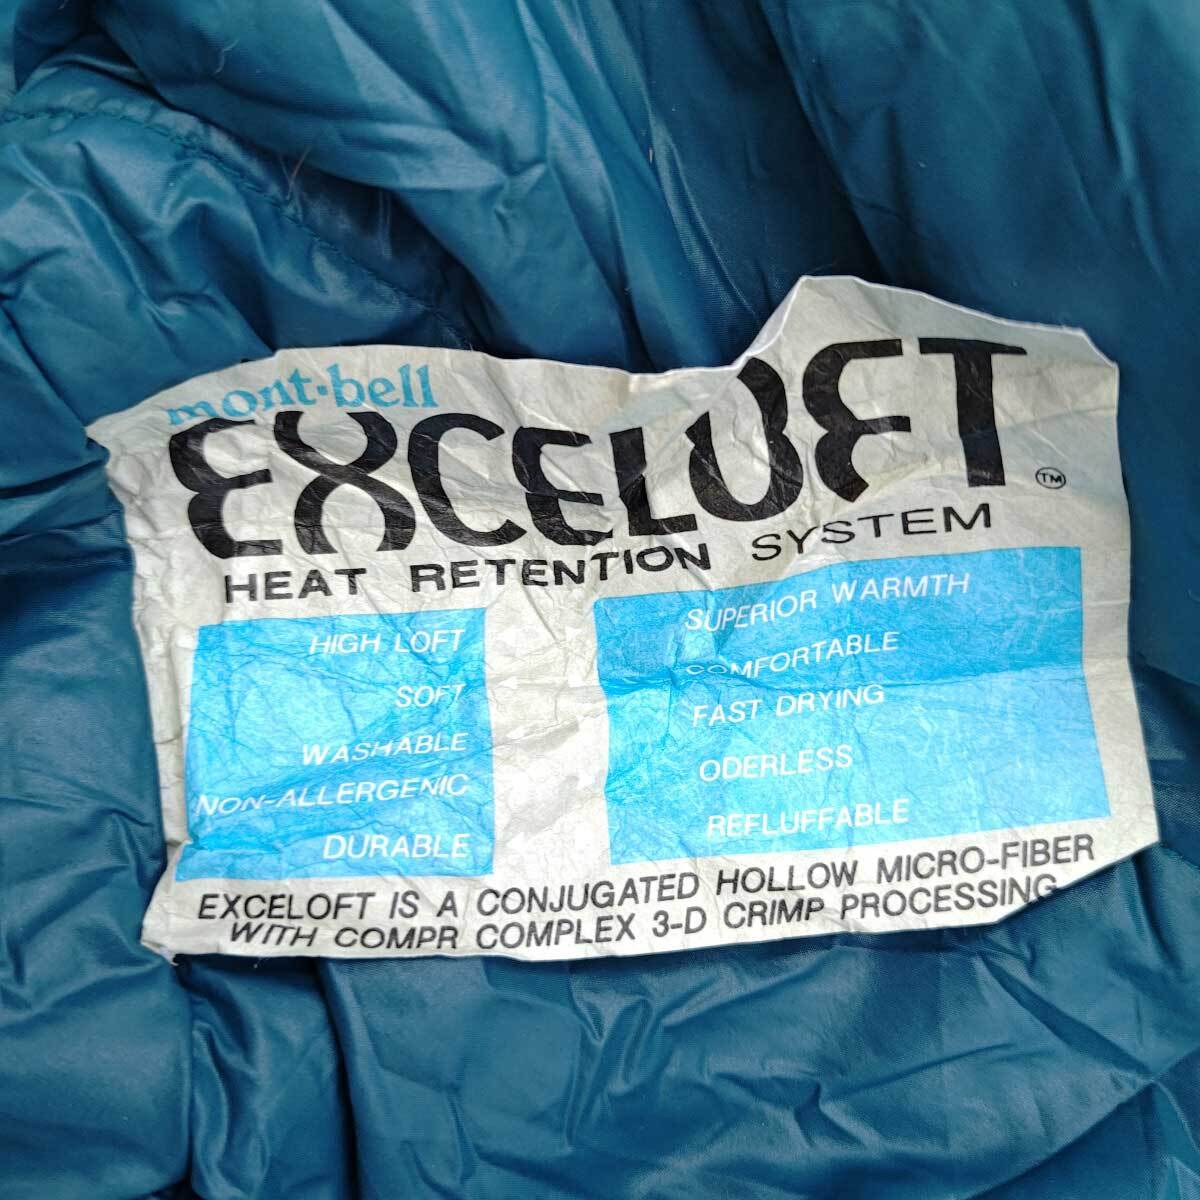 mont-bell
EXCELOFT
TM
HEAT RETENTION SYSTEM
HIGH LOFT
SOFT
WASHABLE
NON-ALLERGENIC
DURABLE
SUPERIOR WARMTH
COMFORTABLE
FAST DRYING
ODERLESS
REFLUFFABLE
EXCELOFT IS A CONJUGATED HOLLOW MICRO-FIBER
WITH COMPR COMPLEX 3-D CRIMP PROCESSING